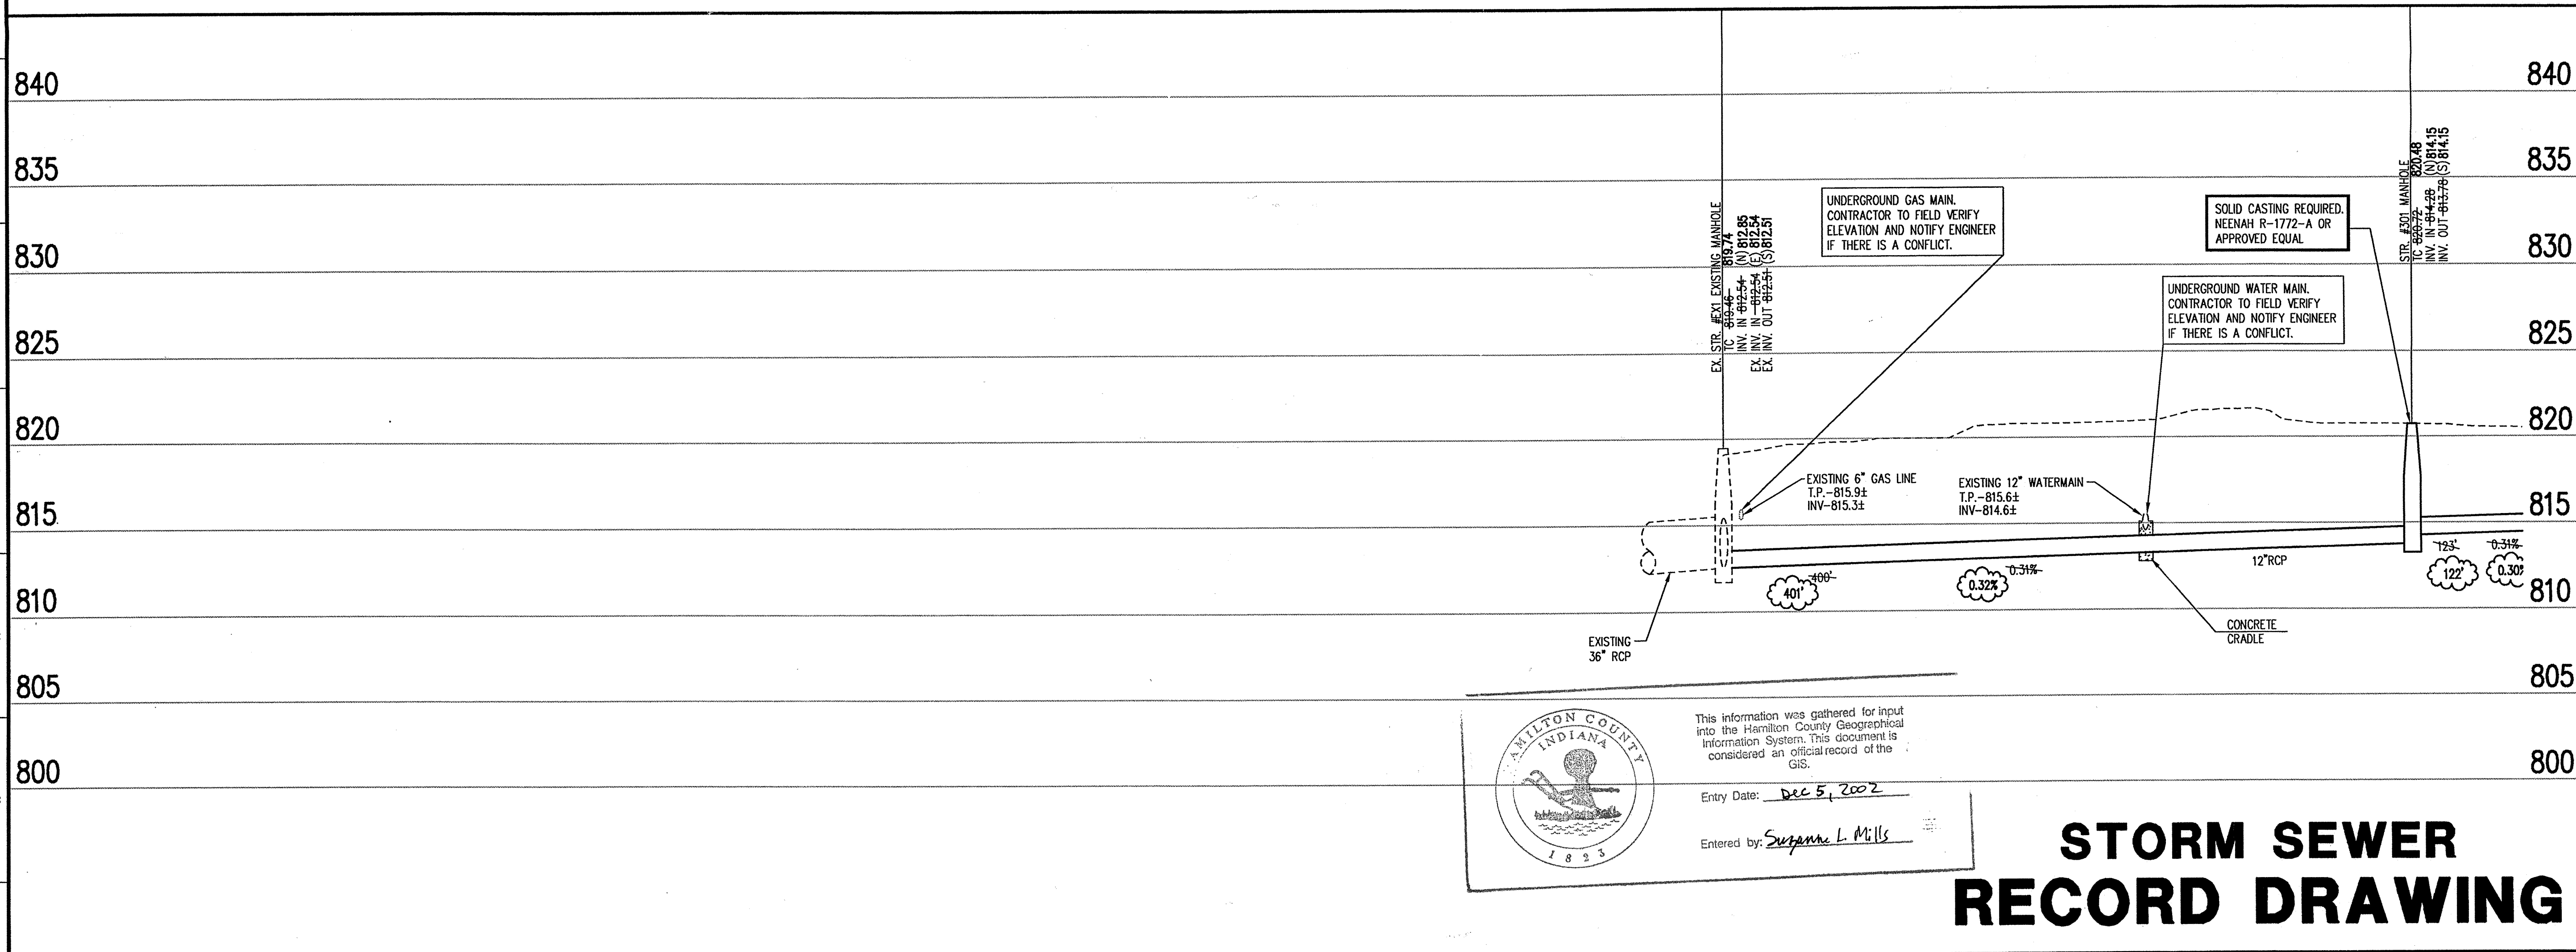 840
835
830
825
820
815
810
805
800
840
835
830
825
820
815
810
805
800
EX. STR. #EX1 EXISTING MANHOLE
TC 819.46 819.74
INV. IN 812.54 (N) 812.85
EX. INV. IN 812.54 (E) 812.54
EX. INV. OUT 812.51 (S) 812.51
UNDERGROUND GAS MAIN.
CONTRACTOR TO FIELD VERIFY
ELEVATION AND NOTIFY ENGINEER
IF THERE IS A CONFLICT.
SOLID CASTING REQUIRED.
NEENAH R-1772-A OR
APPROVED EQUAL
STR. #301 MANHOLE
TC 820.72 820.48
INV. IN 814.28 (N) 814.15
INV. OUT 813.78 (S) 814.15
UNDERGROUND WATER MAIN.
CONTRACTOR TO FIELD VERIFY
ELEVATION AND NOTIFY ENGINEER
IF THERE IS A CONFLICT.
EXISTING 6" GAS LINE
T.P.-815.9±
INV-815.3±
EXISTING 12" WATERMAIN
T.P.-815.6±
INV-814.6±
400'
401'
0.31%
0.32%
12"RCP
123'
122'
0.31%
0.30%
EXISTING
36" RCP
CONCRETE
CRADLE
HAMILTON COUNTY
INDIANA
1823
This information was gathered for input
into the Hamilton County Geographical
Information System. This document is
considered an official record of the
GIS.
Entry Date: Dec 5, 2002
Entered by: Suzanne L. Mills
STORM SEWER
RECORD DRAWING